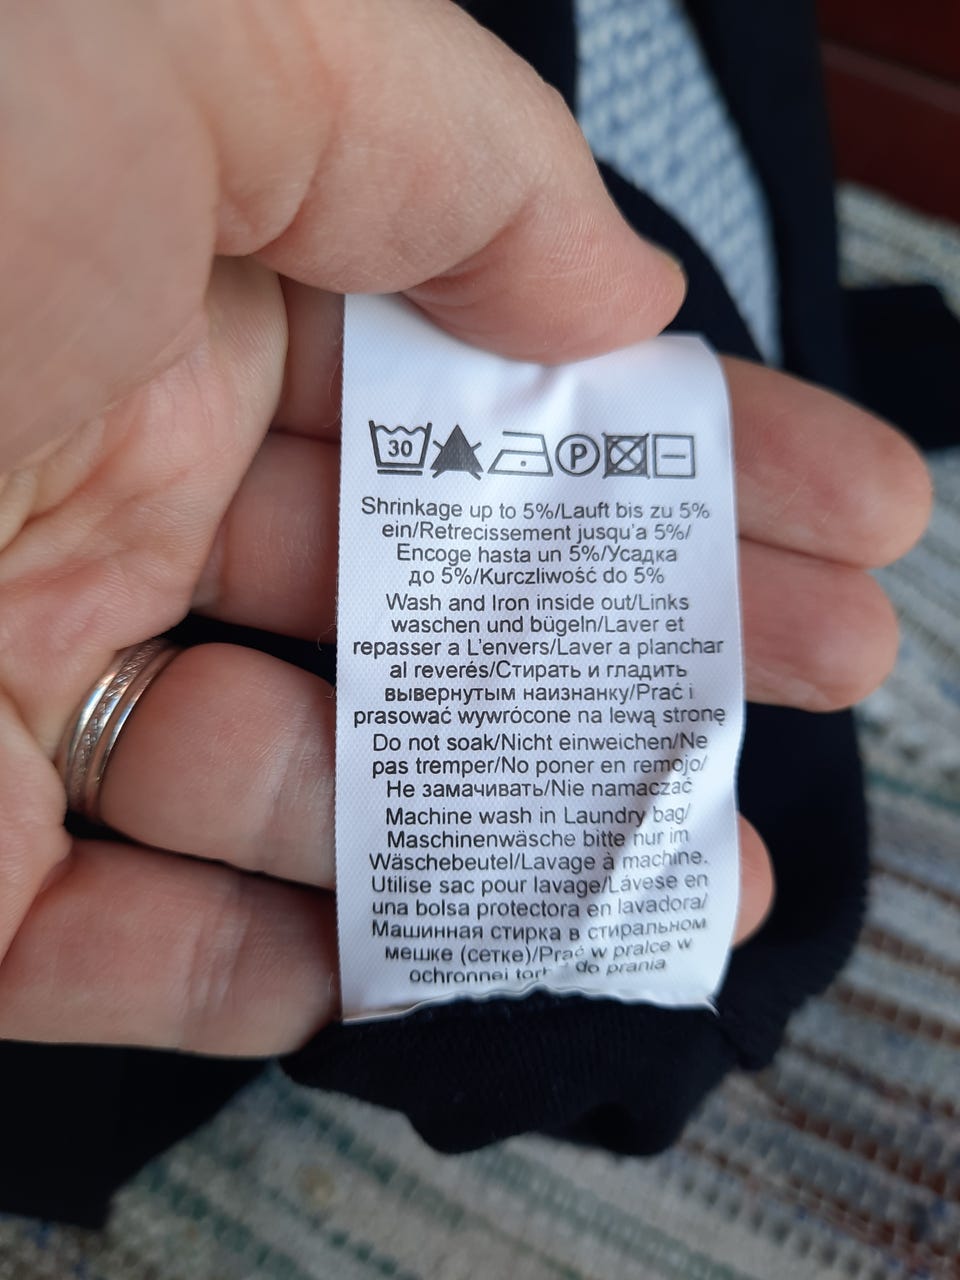 30 P
Shrinkage up to 5%/Lauft bis zu 5%
ein/Retrecissement jusqu'a 5%/
Encoge hasta un 5%/Усадка
до 5%/Kurczliwość do 5%
Wash and Iron inside out/Links
waschen und bügeln/Laver et
repasser a L'envers/Laver a planchar
al reverés/Стирать и гладить
вывернутым наизнанку/Prać i
prasować wywrócone na lewą stronę
Do not soak/Nicht einweichen/Ne
pas tremper/No poner en remojo/
Не замачивать/Nie namaczać
Machine wash in Laundry bag/
Maschinenwäsche bitte nur im
Wäschebeutel/Lavage à machine.
Utilise sac pour lavage/Lávese en
una bolsa protectora en lavadora/
Машинная стирка в стиральном
мешке (сетке)/Prać w pralce w
ochronnej do prania